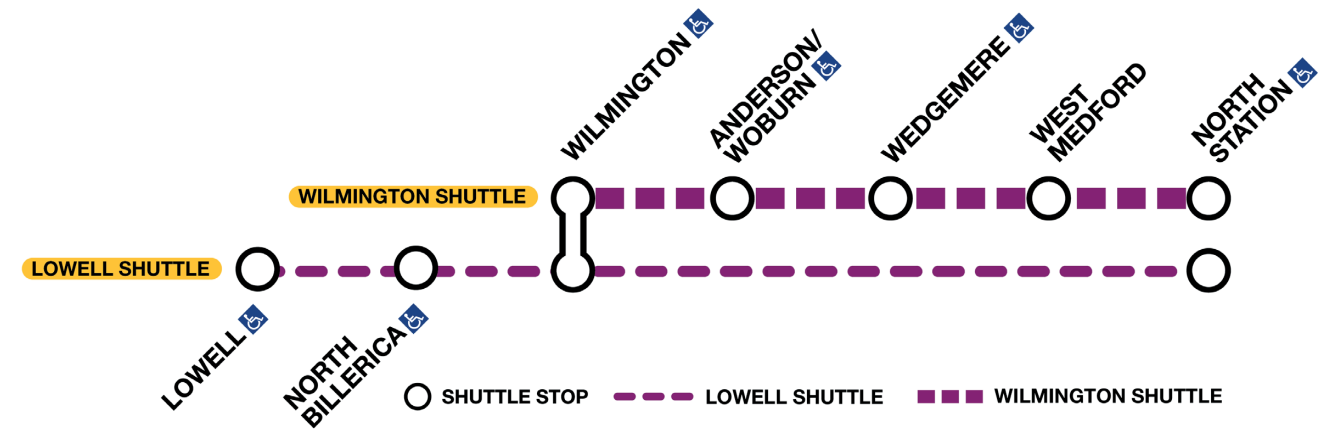 WILMINGTON
ANDERSON/
WOBURN
WEDGEMERE
WEST
MEDFORD
NORTH
STATION
WILMINGTON SHUTTLE
LOWELL SHUTTLE
LOWELL
NORTH
BILLERICA
SHUTTLE STOP
LOWELL SHUTTLE
WILMINGTON SHUTTLE